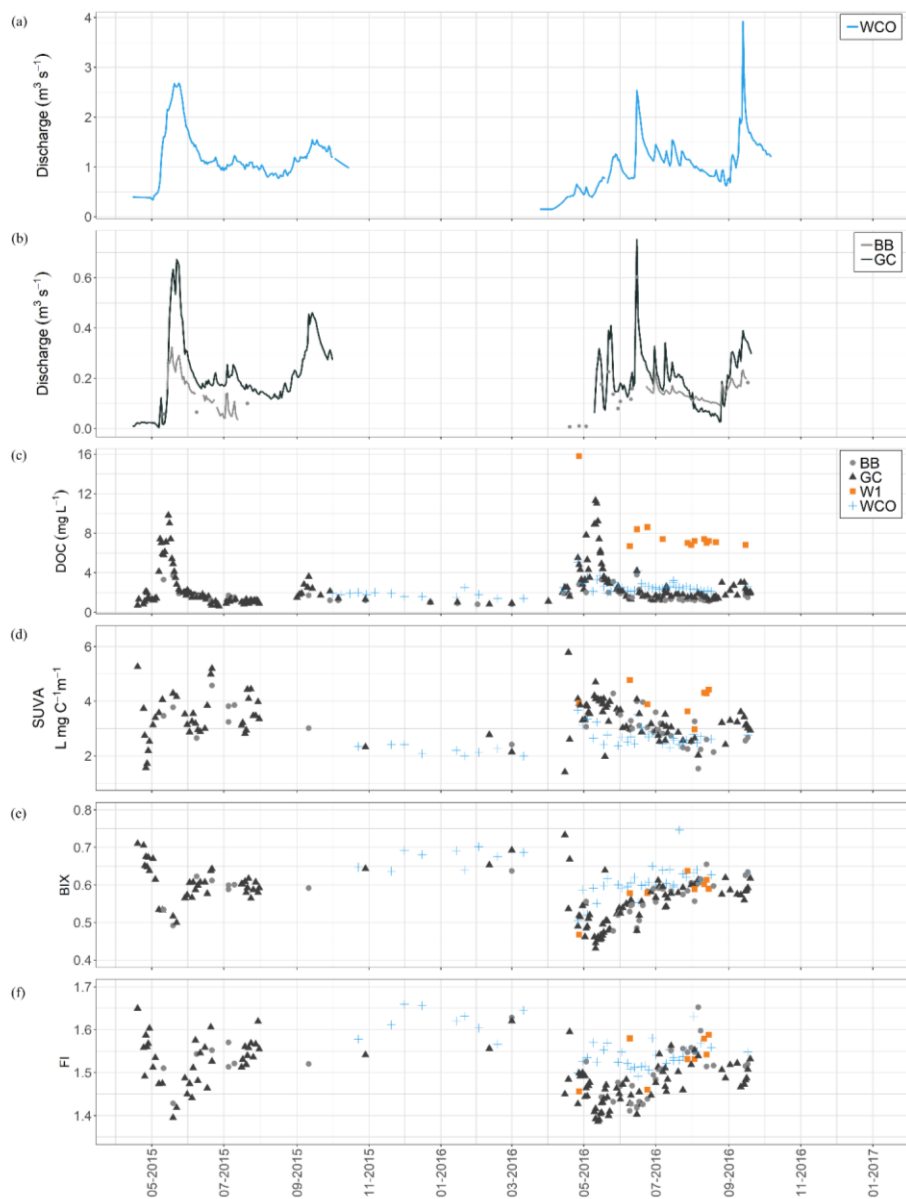 (a)
WCO
Discharge (m³ s⁻¹)
4
3
2
1
0
(b)
BB
GC
Discharge (m³ s⁻¹)
0.6
0.4
0.2
0.0
(c)
BB
GC
W1
WCO
DOC (mg L⁻¹)
16
12
8
4
0
(d)
SUVA
L mg C⁻¹m⁻¹
6
4
2
(e)
BIX
0.8
0.7
0.6
0.5
0.4
(f)
FI
1.7
1.6
1.5
1.4
05-2015
07-2015
09-2015
11-2015
01-2016
03-2016
05-2016
07-2016
09-2016
11-2016
01-2017